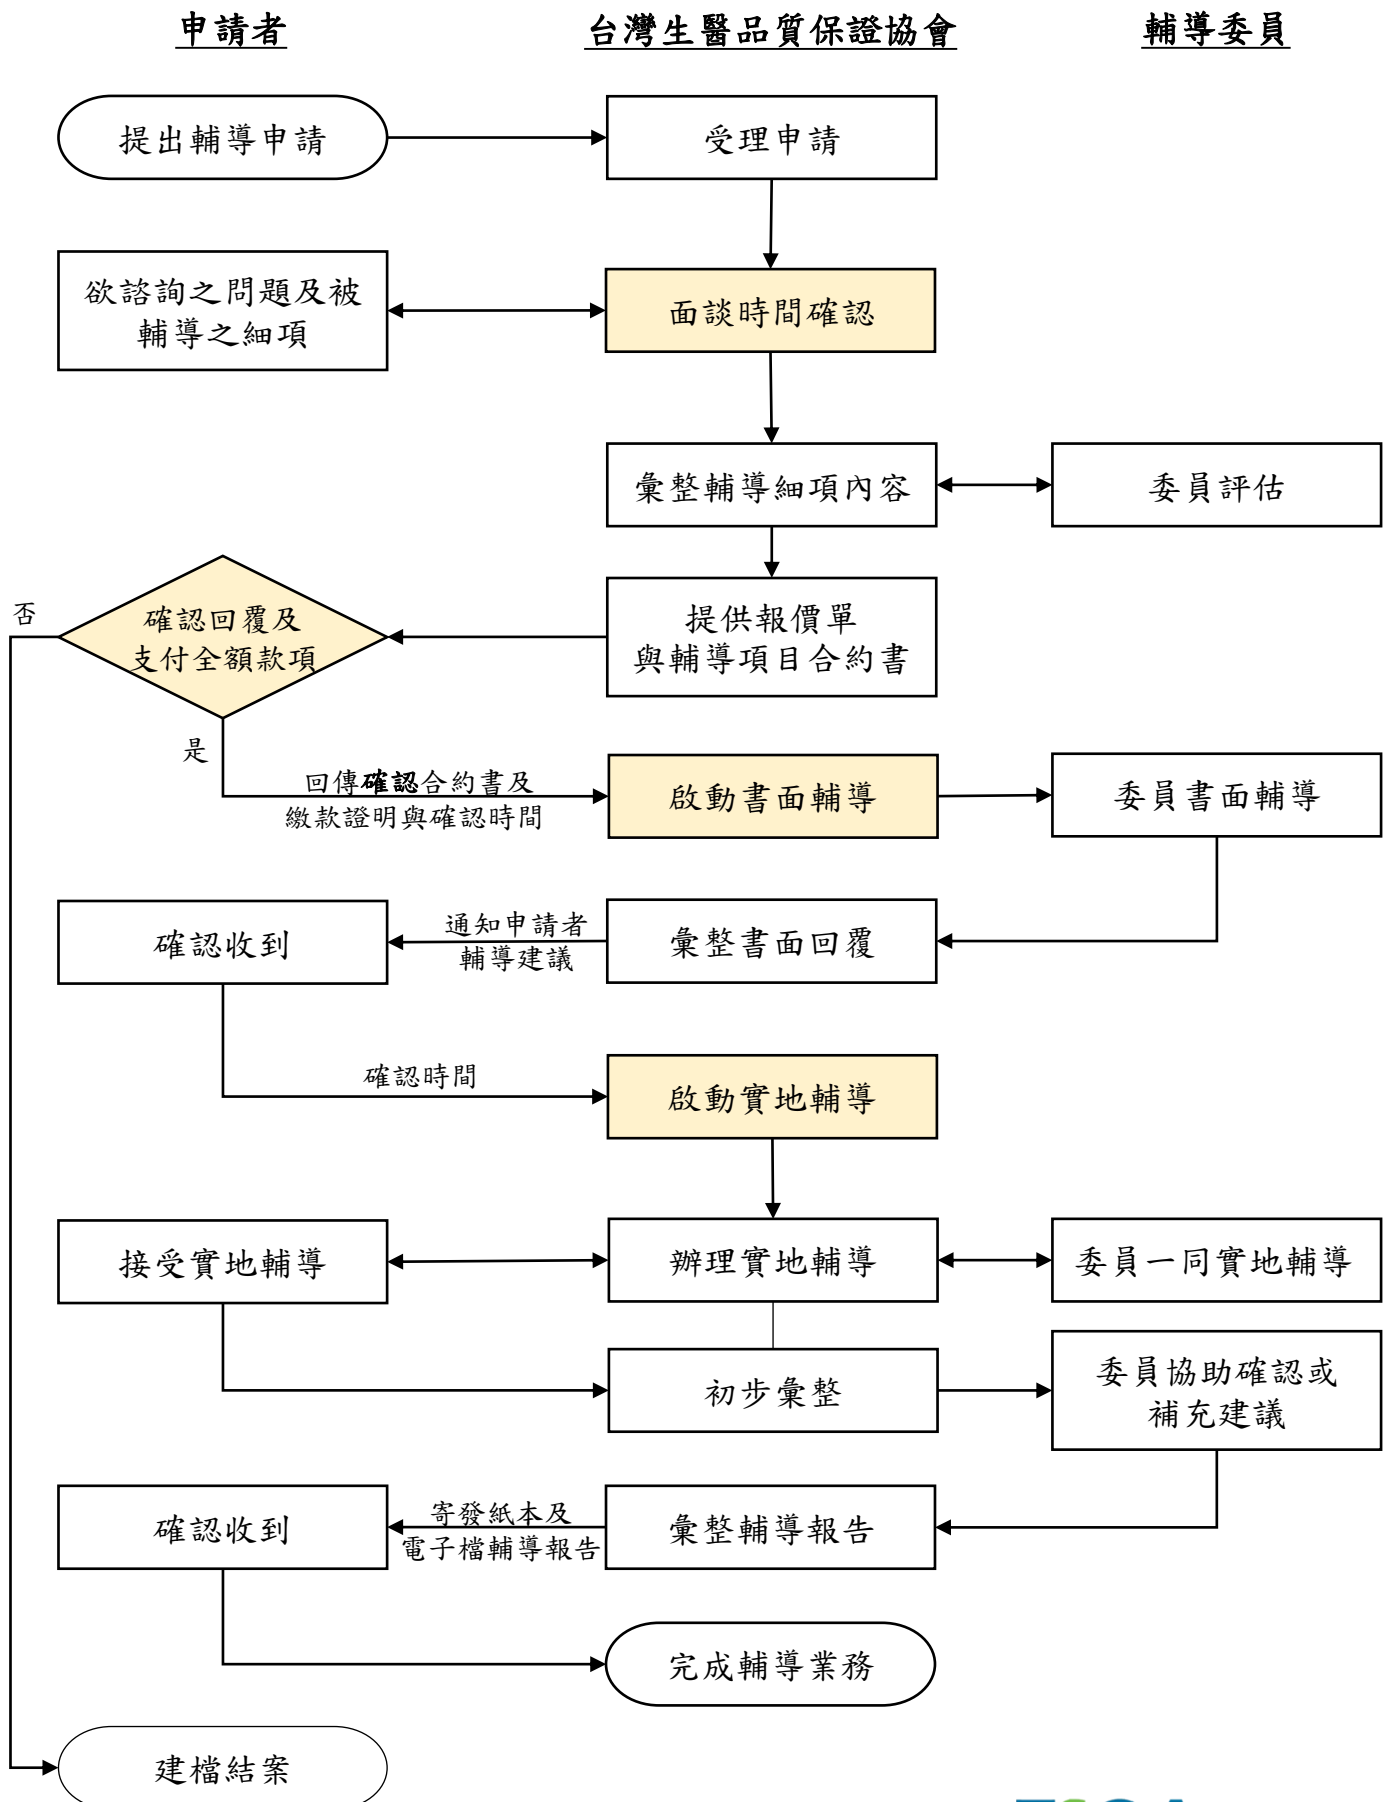 申請者
台灣生醫品質保證協會
輔導委員
提出輔導申請
受理申請
欲諮詢之問題及被
輔導之細項
面談時間確認
彙整輔導細項內容
委員評估
否
確認回覆及
支付全額款項
提供報價單
與輔導項目合約書
是
回傳確認合約書及
繳款證明與確認時間
啟動書面輔導
委員書面輔導
確認收到
通知申請者
輔導建議
彙整書面回覆
確認時間
啟動實地輔導
接受實地輔導
辦理實地輔導
委員一同實地輔導
初步彙整
委員協助確認或
補充建議
確認收到
寄發紙本及
電子檔輔導報告
彙整輔導報告
完成輔導業務
建檔結案